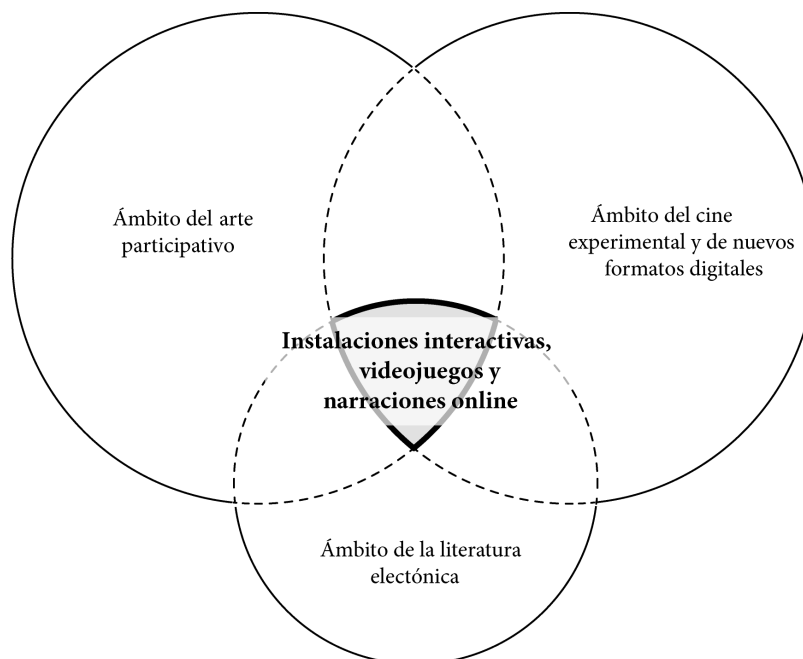 Ámbito del arte
participativo
Ámbito del cine
experimental y de nuevos
formatos digitales
Instalaciones interactivas,
videojuegos y
narraciones online
Ámbito de la literatura
electónica